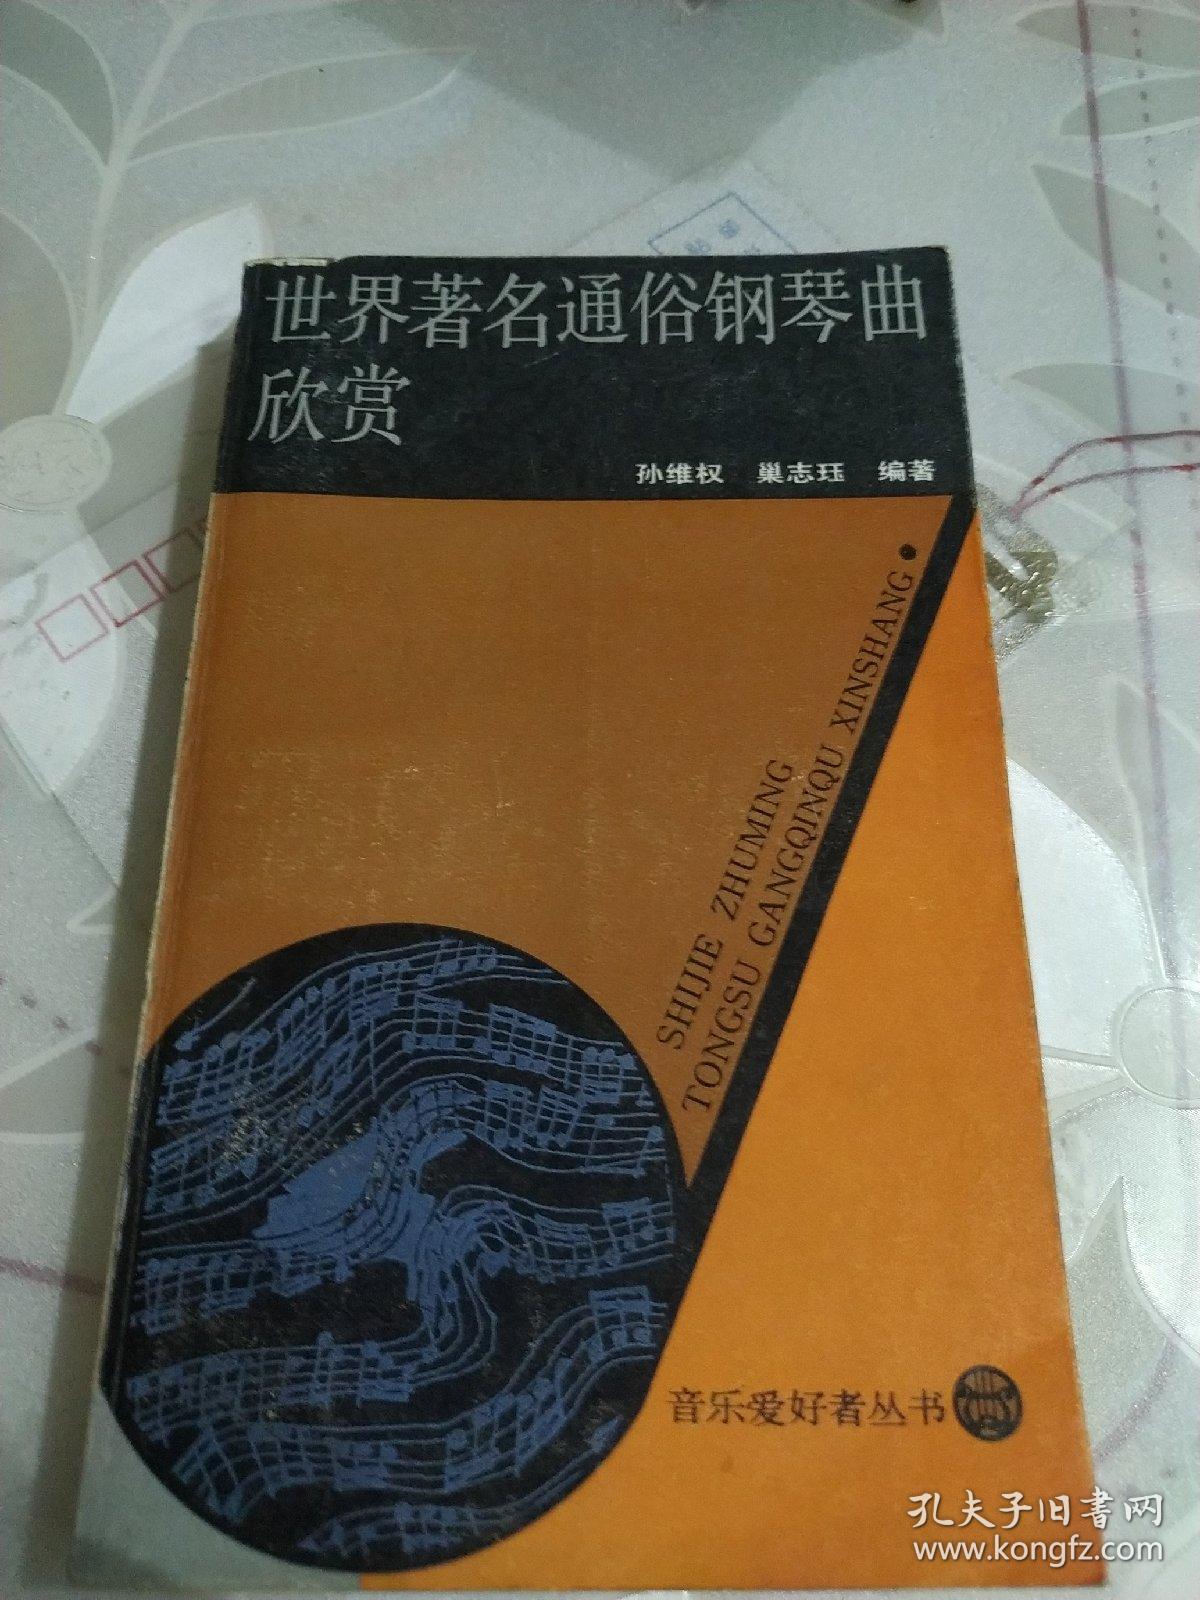 世界著名通俗钢琴曲
欣赏
孙维权 巢志珏 编著
SHIJIE ZHUMING
TONGSU GANGQINQU XINSHANG
音乐爱好者丛书
孔夫子旧书网
www.kongfz.com